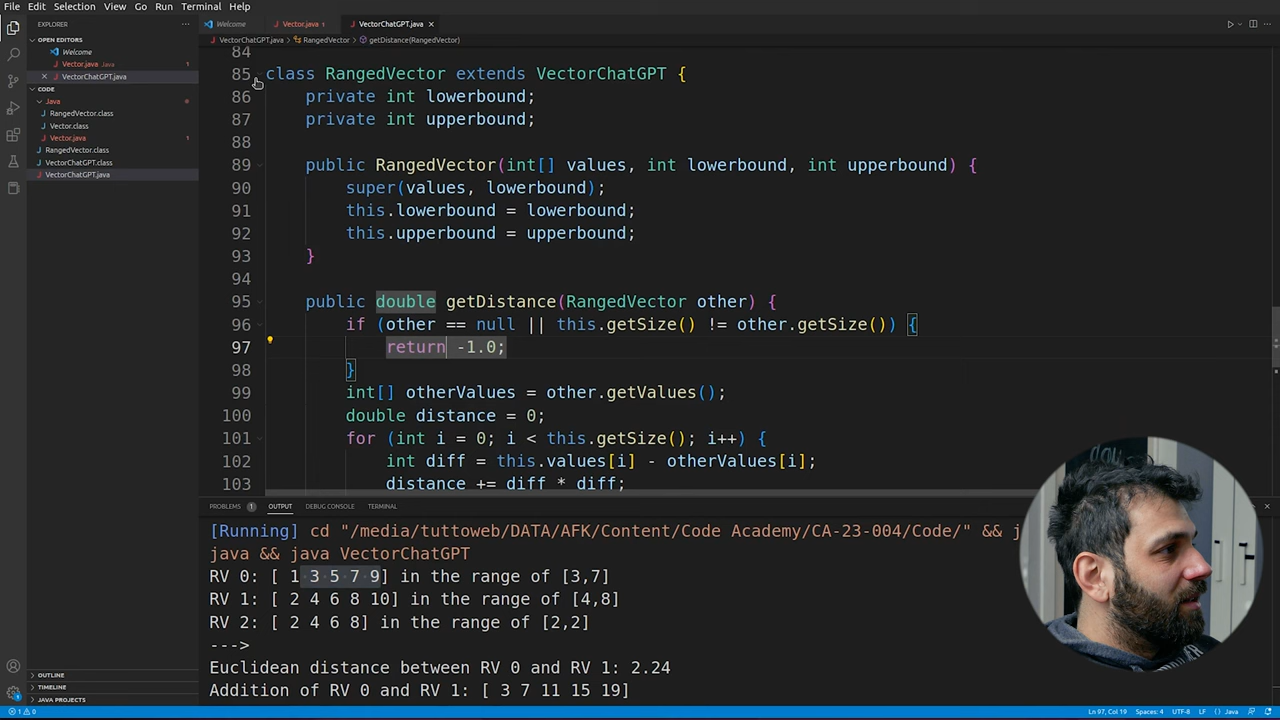 File Edit Selection View Go Run Terminal Help
EXPLORER
Welcome
Vector.java 1
VectorChatGPT.java
VectorChatGPT.java > RangedVector > getDistance(RangedVector)
OPEN EDITORS
Welcome
Vector.java Java 1
VectorChatGPT.java
CODE
Java
RangedVector.class
Vector.class
Vector.java 1
RangedVector.class
VectorChatGPT.class
VectorChatGPT.java
OUTLINE
TIMELINE
JAVA PROJECTS
84
85 class RangedVector extends VectorChatGPT {
86 private int lowerbound;
87 private int upperbound;
88
89 public RangedVector(int[] values, int lowerbound, int upperbound) {
90 super(values, lowerbound);
91 this.lowerbound = lowerbound;
92 this.upperbound = upperbound;
93 }
94
95 public double getDistance(RangedVector other) {
96 if (other == null || this.getSize() != other.getSize()) {
97 return -1.0;
98 }
99 int[] otherValues = other.getValues();
100 double distance = 0;
101 for (int i = 0; i < this.getSize(); i++) {
102 int diff = this.values[i] - otherValues[i];
103 distance += diff * diff;
PROBLEMS 1 OUTPUT DEBUG CONSOLE TERMINAL
[Running] cd "/media/tuttoweb/DATA/AFK/Content/Code Academy/CA-23-004/Code/" && j
java && java VectorChatGPT
RV 0: [ 1 3 5 7 9] in the range of [3,7]
RV 1: [ 2 4 6 8 10] in the range of [4,8]
RV 2: [ 2 4 6 8] in the range of [2,2]
--->
Euclidean distance between RV 0 and RV 1: 2.24
Addition of RV 0 and RV 1: [ 3 7 11 15 19]
1 0
Ln 97, Col 19 Spaces: 4 UTF-8 LF Java